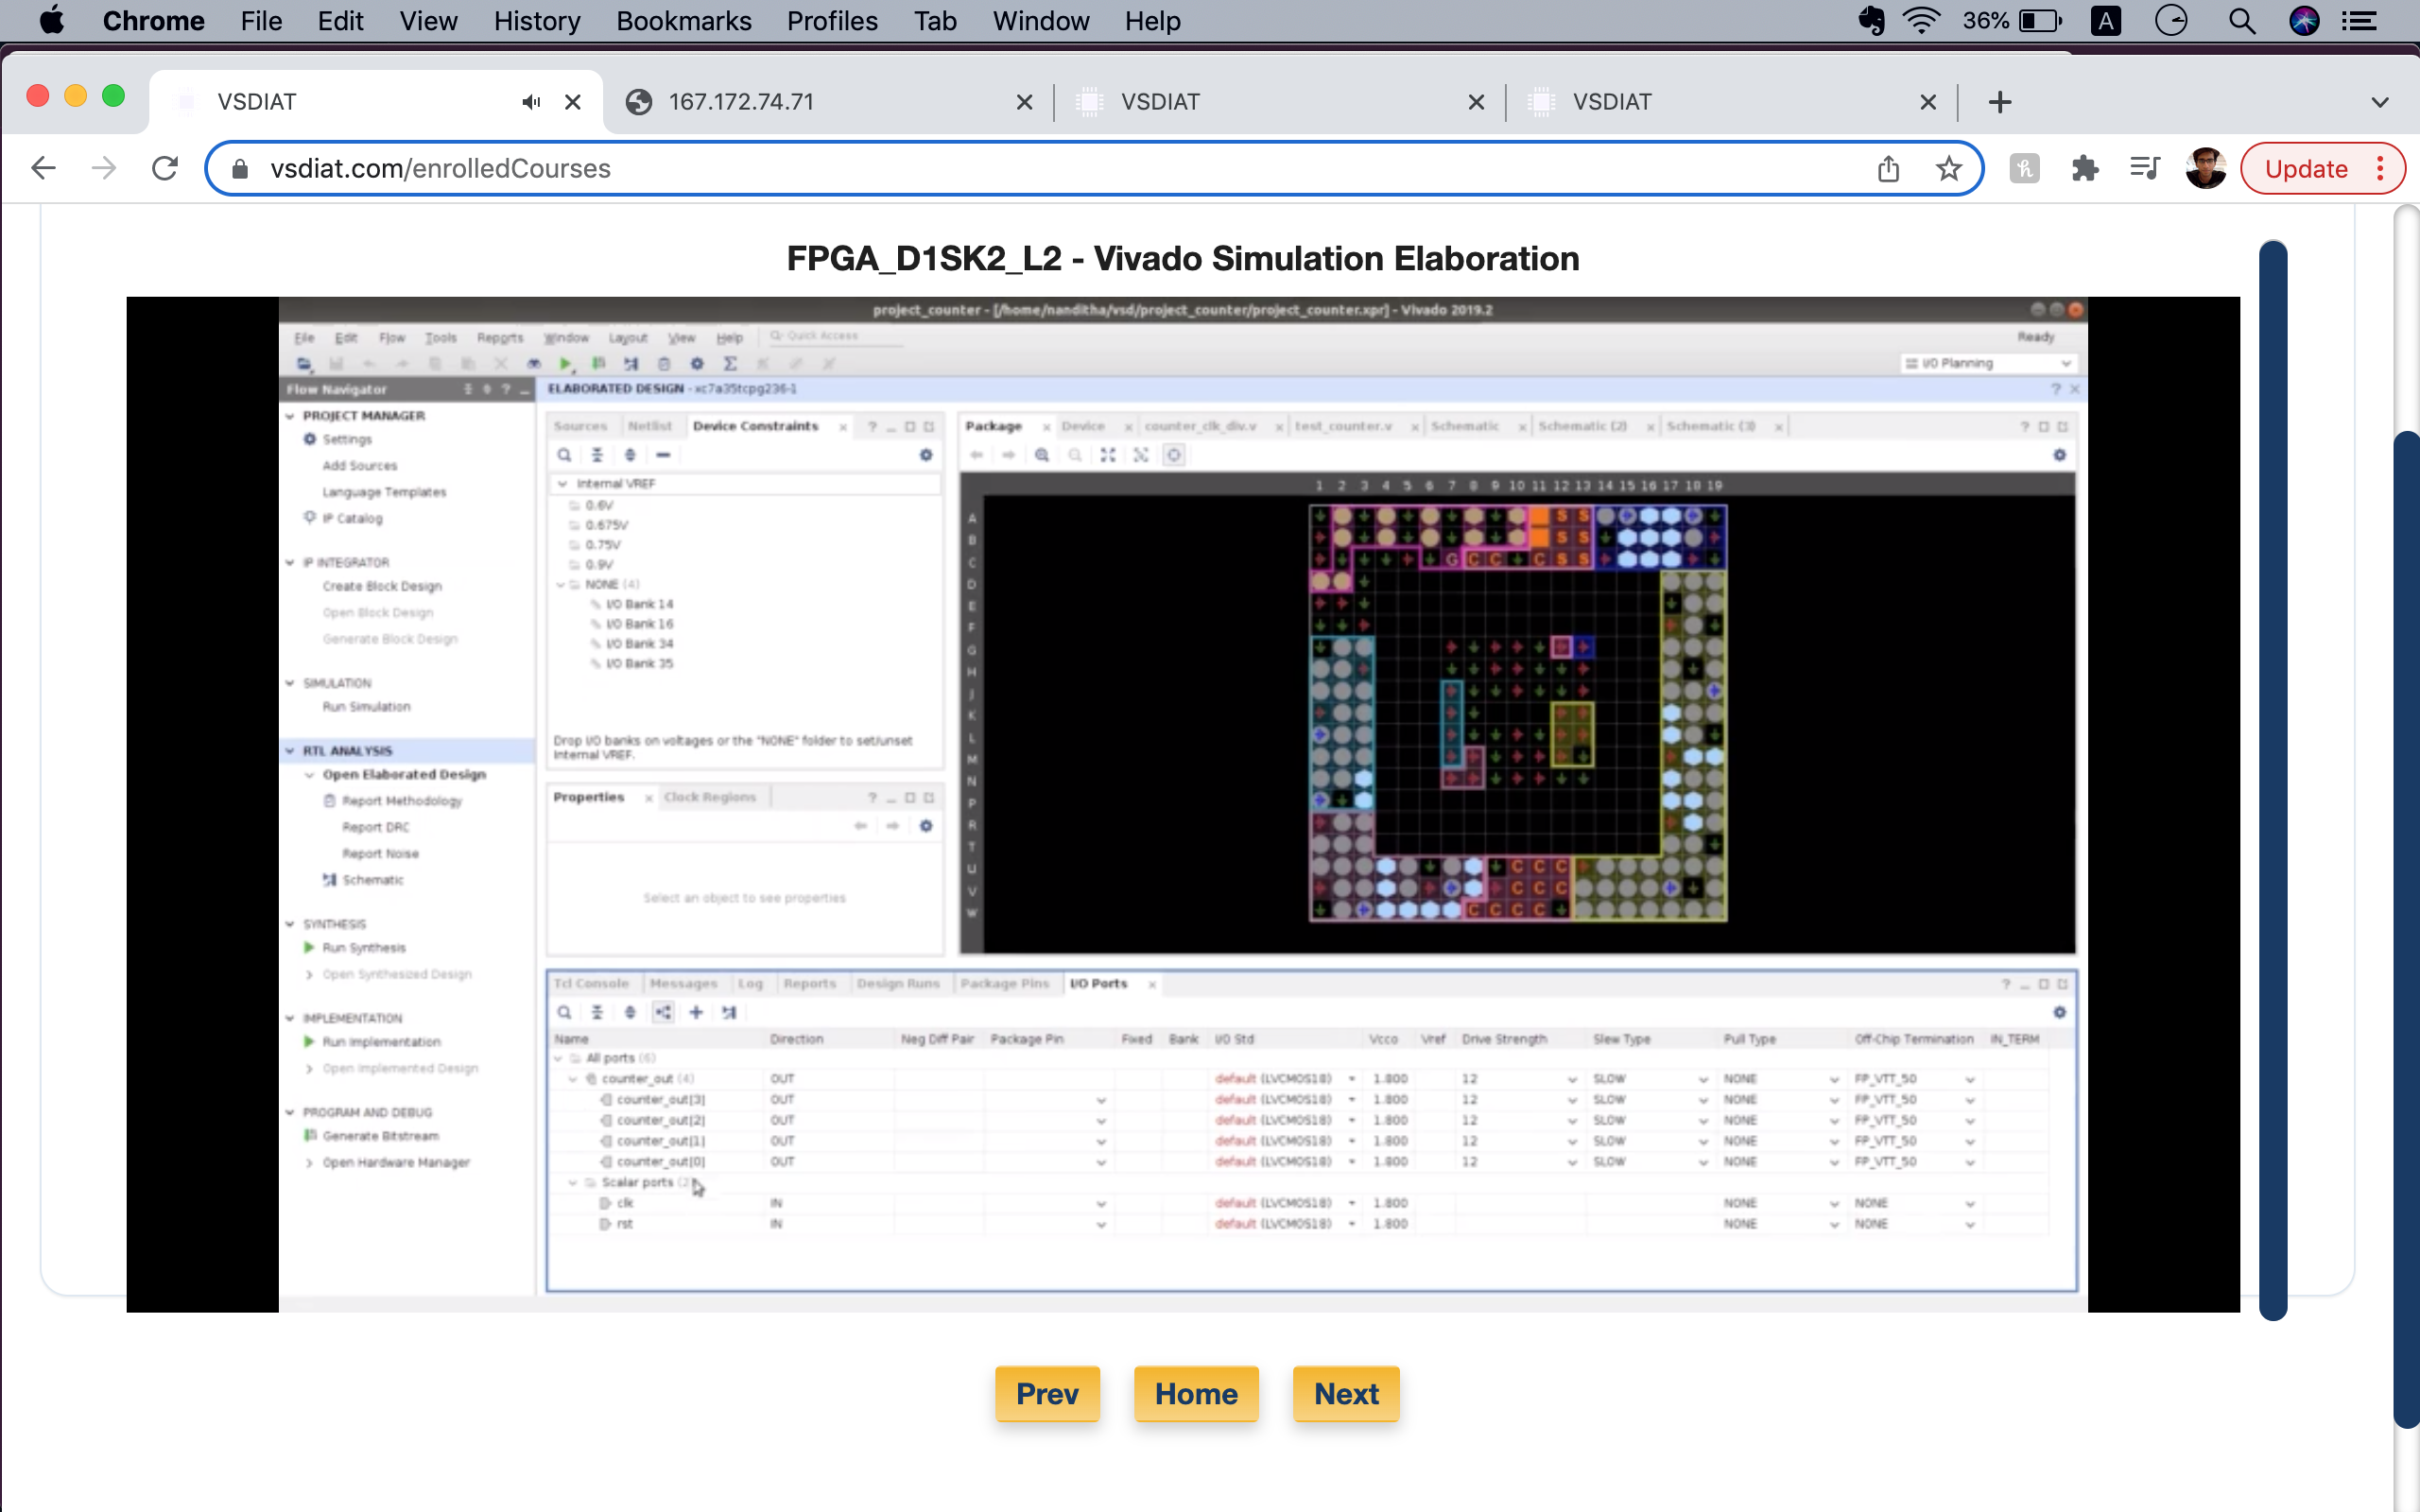 Chrome File Edit View History Bookmarks Profiles Tab Window Help 36% A
VSDIAT 167.172.74.71 VSDIAT VSDIAT
vsdiat.com/enrolledCourses Update
FPGA_D1SK2_L2 - Vivado Simulation Elaboration
project_counter - [/home/nanditha/vsd/project_counter/project_counter.xpr] - Vivado 2019.2
File Edit Flow Tools Reports Window Layout View Help Quick Access Ready
I/O Planning
Flow Navigator
ELABORATED DESIGN - xc7a35tcpg236-1
PROJECT MANAGER
Settings
Add Sources
Language Templates
IP Catalog
IP INTEGRATOR
Create Block Design
Open Block Design
Generate Block Design
SIMULATION
Run Simulation
RTL ANALYSIS
Open Elaborated Design
Report Methodology
Report DRC
Report Noise
Schematic
SYNTHESIS
Run Synthesis
Open Synthesized Design
IMPLEMENTATION
Run Implementation
Open Implemented Design
PROGRAM AND DEBUG
Generate Bitstream
Open Hardware Manager
Sources Netlist Device Constraints
Internal VREF
0.6V
0.675V
0.75V
0.9V
NONE (4)
I/O Bank 14
I/O Bank 16
I/O Bank 34
I/O Bank 35
Drop I/O banks on voltages or the "NONE" folder to set/unset
Internal VREF.
Properties Clock Regions
Select an object to see properties
Package Device counter_clk_div.v test_counter.v Schematic Schematic (2) Schematic (3)
1 2 3 4 5 6 7 8 9 10 11 12 13 14 15 16 17 18 19
A S S
B S S
C G C C C S S
D
E
F
G
H
J
K
L
M
N
P
R
T
U C C C
V C C C
W C C C C
Tcl Console Messages Log Reports Design Runs Package Pins I/O Ports
Name Direction Neg Diff Pair Package Pin Fixed Bank I/O Std Vcco Vref Drive Strength Slew Type Pull Type Off-Chip Termination IN_TERM
All ports (6)
counter_out (4) OUT default (LVCMOS18) 1.800 12 SLOW NONE FP_VTT_50
counter_out[3] OUT default (LVCMOS18) 1.800 12 SLOW NONE FP_VTT_50
counter_out[2] OUT default (LVCMOS18) 1.800 12 SLOW NONE FP_VTT_50
counter_out[1] OUT default (LVCMOS18) 1.800 12 SLOW NONE FP_VTT_50
counter_out[0] OUT default (LVCMOS18) 1.800 12 SLOW NONE FP_VTT_50
Scalar ports (2
clk IN default (LVCMOS18) 1.800 NONE NONE
rst IN default (LVCMOS18) 1.800 NONE NONE
Prev Home Next